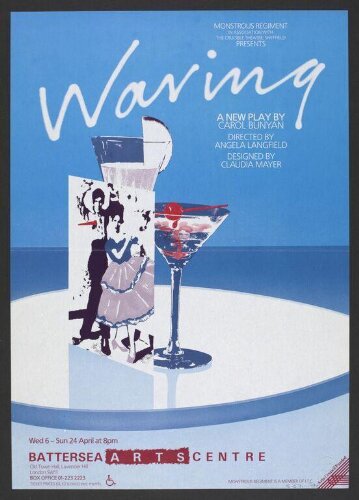 MONSTROUS REGIMENT
IN ASSOCIATION WITH
THE CRUCIBLE THEATRE, SHEFFIELD
PRESENTS
Waving
A NEW PLAY BY
CAROL BUNYAN
DIRECTED BY
ANGELA LANGFIELD
DESIGNED BY
CLAUDIA MAYER
Wed 6 – Sun 24 April at 8pm
BATTERSEA ARTS CENTRE
Old Town Hall, Lavender Hill
London SW11
BOX OFFICE 01-223 2223
MONSTROUS REGIMENT IS A MEMBER OF I.T.C.